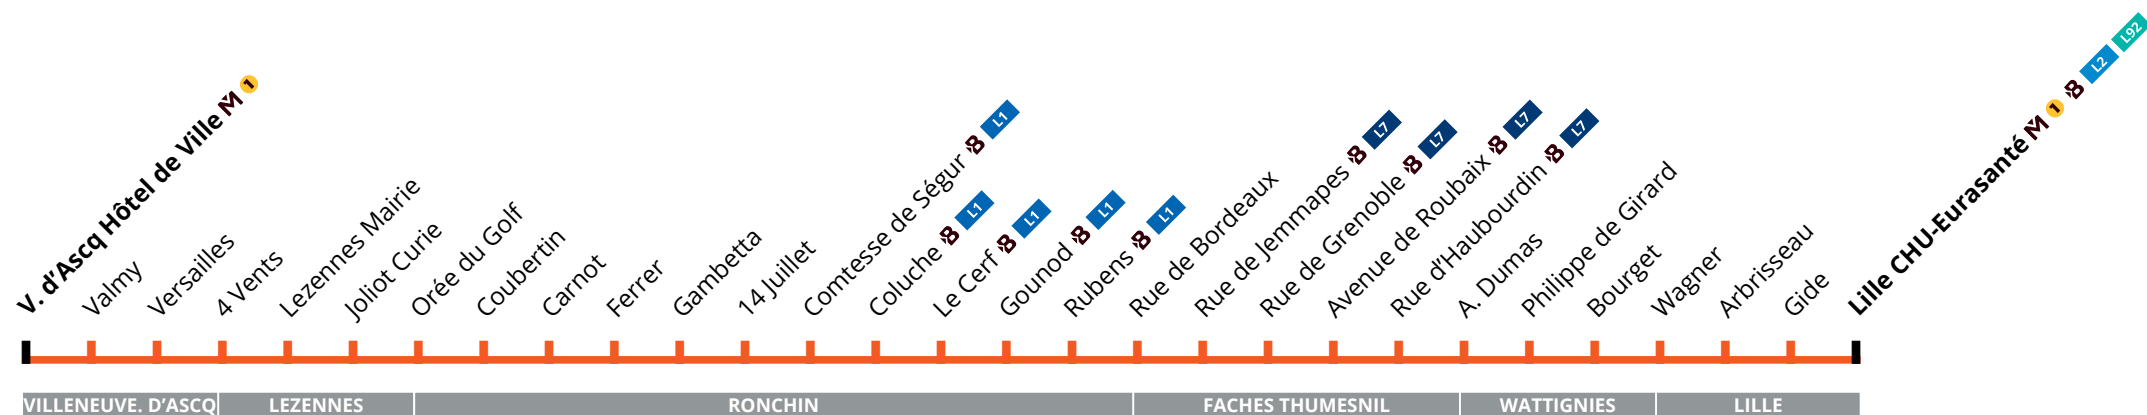 V. d’Ascq Hôtel de Ville M 1
Valmy
Versailles
4 Vents
Lezennes Mairie
Joliot Curie
Orée du Golf
Coubertin
Carnot
Ferrer
Gambetta
14 Juillet
Comtesse de Ségur B L1
Coluche B L1
Le Cerf B L1
Gounod B L1
Rubens B L1
Rue de Bordeaux
Rue de Jemmapes B L7
Rue de Grenoble B L7
Avenue de Roubaix B L7
Rue d’Haubourdin B L7
A. Dumas
Philippe de Girard
Bourget
Wagner
Arbrisseau
Gide
Lille CHU-Eurasanté M 1 B L2 L92
VILLENEUVE. D’ASCQ
LEZENNES
RONCHIN
FACHES THUMESNIL
WATTIGNIES
LILLE